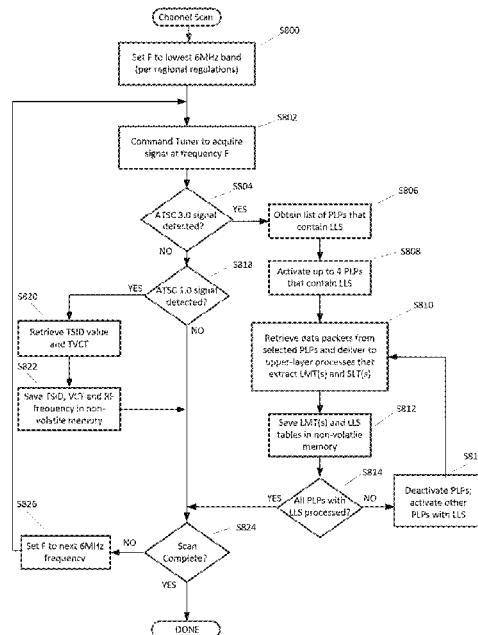 Channel Scan
S800
Set F to lowest 6MHz band
(per regional regulations)
S802
Command Tuner to acquire
signal at frequency F
S804
ATSC 3.0 signal
detected?
YES
NO
S806
Obtain list of PLPs that
contain LLS
S808
Activate up to 4 PLPs
that contain LLS
S818
ATSC 1.0 signal
detected?
YES
NO
S810
Retrieve data packets from
selected PLPs and deliver to
upper-layer processes that
extract LMT(s) and SLT(s)
S820
Retrieve TSID value
and TVCT
S822
Save TSID, VCT and RF
frequency in non-
volatile memory
S812
Save LMT(s) and LLS
tables in non-volatile
memory
S814
All PLPs with
LLS processed?
YES
NO
S81
Deactivate PLPs;
activate other
PLPs with LLS
S826
Set F to next 6MHz
frequency
S824
Scan
Complete?
NO
YES
DONE